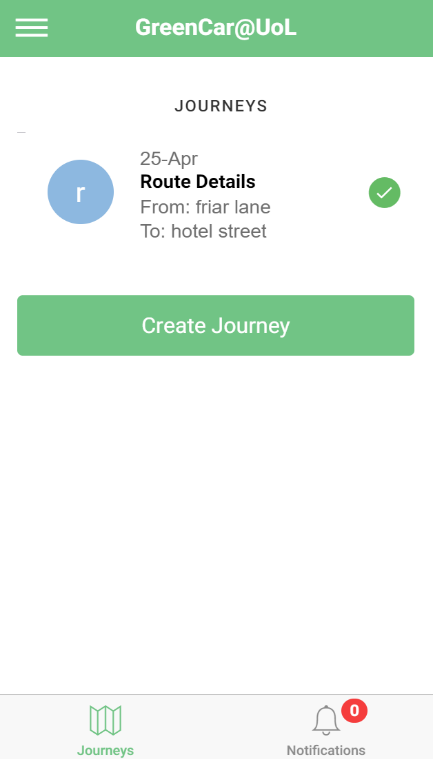 GreenCar@UoL
JOURNEYS
r
25-Apr
Route Details
From: friar lane
To: hotel street
Create Journey
0
Journeys
Notifications